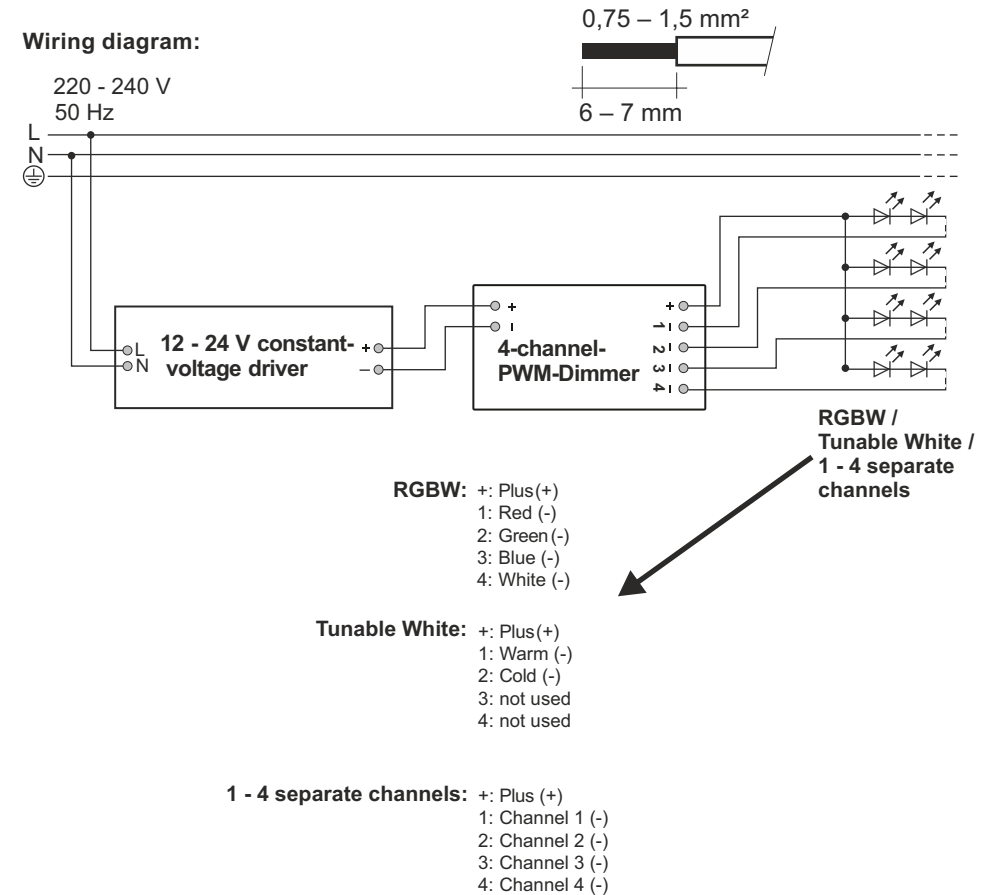 0,75 – 1,5 mm²
Wiring diagram:
220 - 240 V
50 Hz
6 – 7 mm
L
N
12 - 24 V constant-
voltage driver
L
N
+
–
+
-
4-channel-
PWM-Dimmer
+
1 -
2 -
3 -
4 -
RGBW /
Tunable White /
1 - 4 separate
channels
RGBW: +: Plus(+)
1: Red (-)
2: Green (-)
3: Blue (-)
4: White (-)
Tunable White: +: Plus(+)
1: Warm (-)
2: Cold (-)
3: not used
4: not used
1 - 4 separate channels: +: Plus (+)
1: Channel 1 (-)
2: Channel 2 (-)
3: Channel 3 (-)
4: Channel 4 (-)